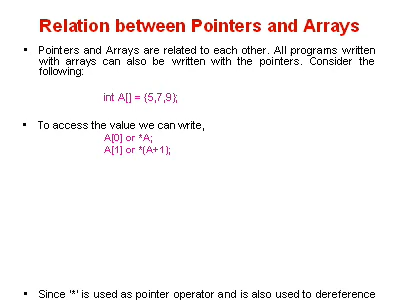 Relation between Pointers and Arrays
• Pointers and Arrays are related to each other. All programs written
with arrays can also be written with the pointers. Consider the
following:
int A[] = {5,7,9};
• To access the value we can write,
A[0] or *A;
A[1] or *(A+1);
• Since '*' is used as pointer operator and is also used to dereference